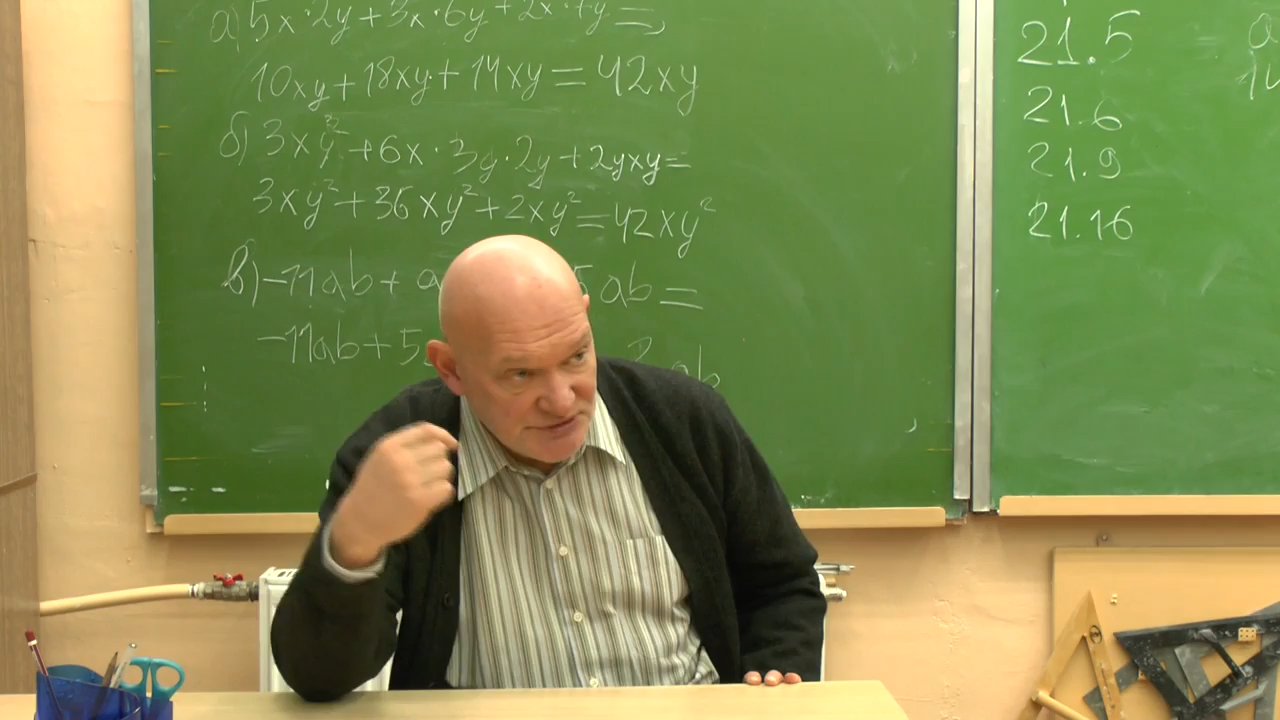 а) 5x·2y+3x·6y+2x·7y=
10xy+18xy+14xy=42xy
б) 3xy²+6x·3y·2y+2yxy=
3xy²+36xy²+2xy²=42xy²
в) -11ab+a 5ab=
-11ab+5 ab
21.5
21.6
21.9
21.16